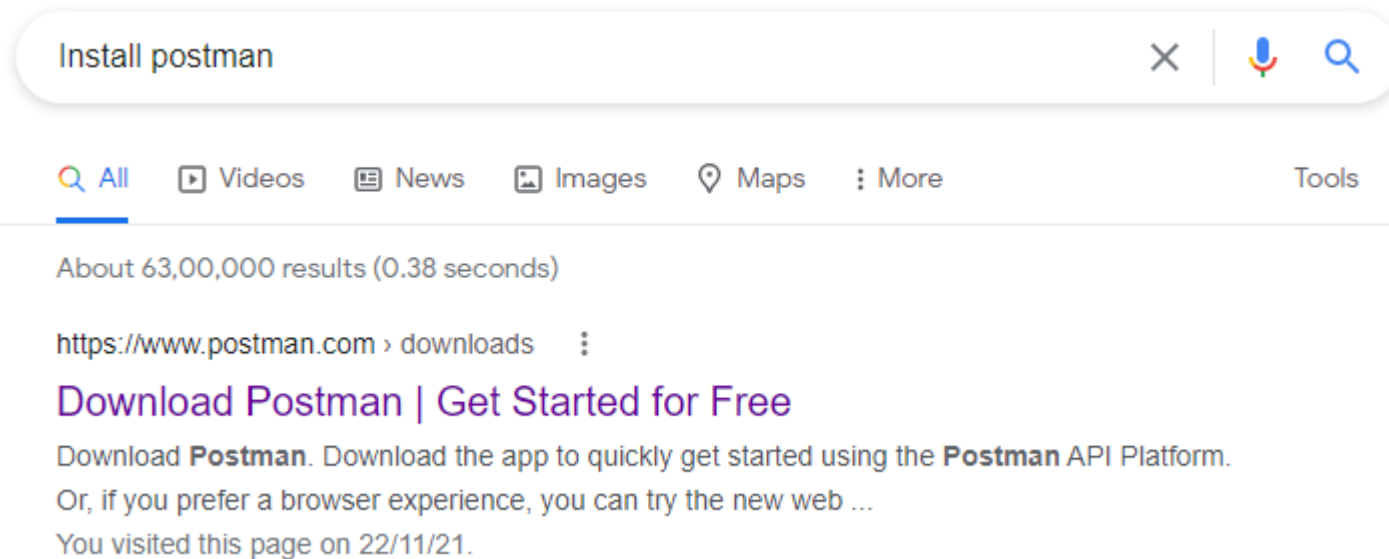 Install postman
All Videos News Images Maps More Tools
About 63,00,000 results (0.38 seconds)
https://www.postman.com › downloads
Download Postman | Get Started for Free
Download Postman. Download the app to quickly get started using the Postman API Platform.
Or, if you prefer a browser experience, you can try the new web ...
You visited this page on 22/11/21.